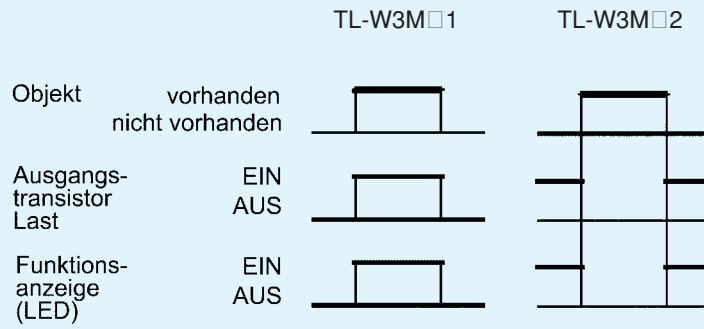 TL-W3M□1 TL-W3M□2
Objekt vorhanden
nicht vorhanden
Ausgangs- EIN
transistor AUS
Last
Funktions- EIN
anzeige AUS
(LED)